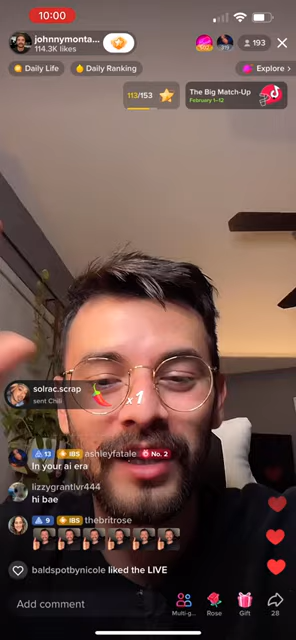 10:00
johnnymonta...
114.3K likes
193
Daily Life
Daily Ranking
Explore >
113/153
The Big Match-Up
February 1–12
solrac.scrap
sent Chili
x1
13 IBS ashleyfatale No. 2
In your ai era
lizzygrantlvr444
hi bae
9 IBS thebritrose
baldspotbynicole liked the LIVE
Add comment
Multi-g...
Rose
Gift
28